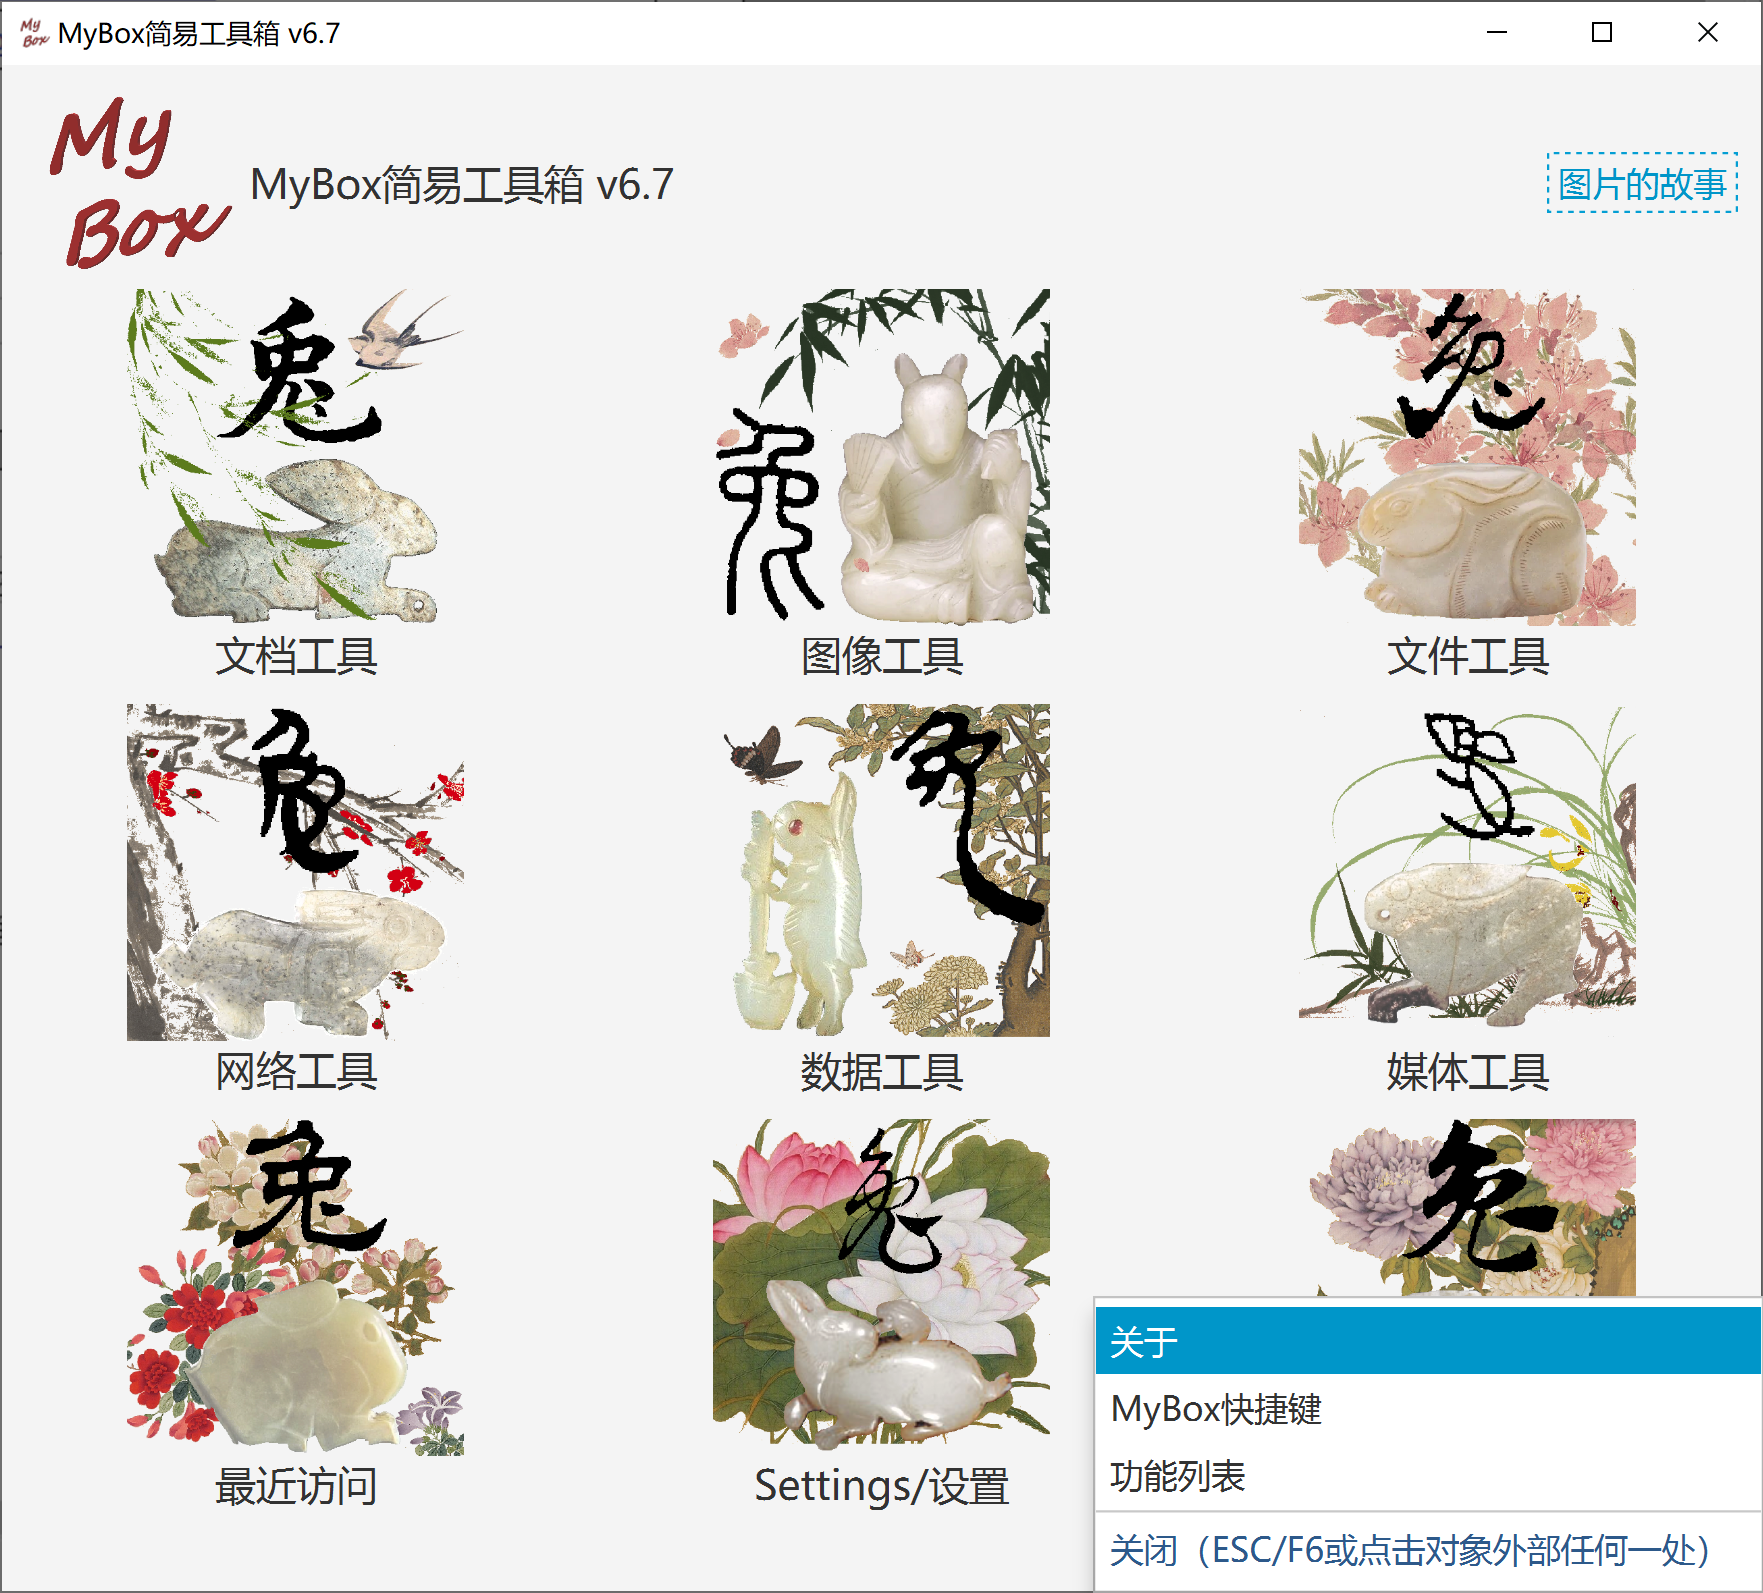 My Box MyBox简易工具箱 v6.7
My
Box
MyBox简易工具箱 v6.7
图片的故事
兔
兔
兔
文档工具
图像工具
文件工具
兔
兔
兔
网络工具
数据工具
媒体工具
兔
兔
兔
最近访问
Settings/设置
关于
MyBox快捷键
功能列表
关闭（ESC/F6或点击对象外部任何一处）